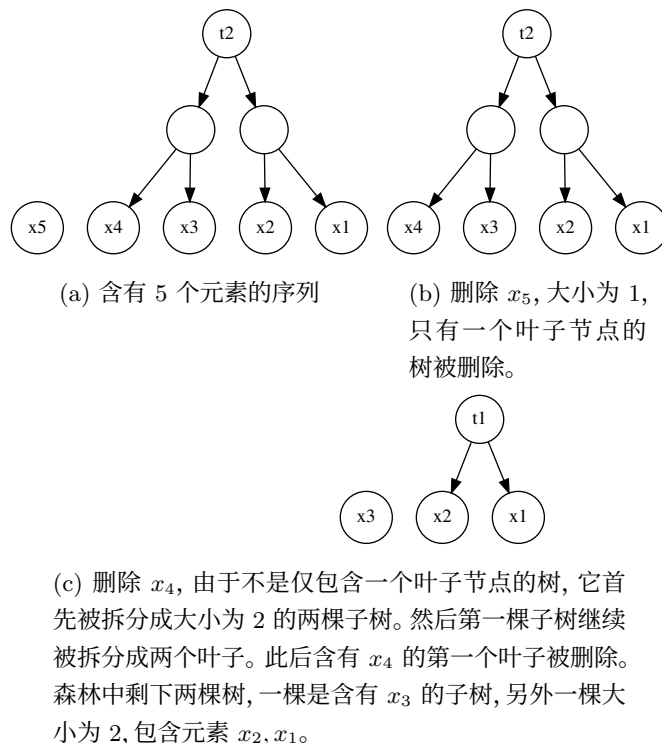 t2
t2
x5 x4 x3 x2 x1
x4 x3 x2 x1
(a) 含有 5 个元素的序列
(b) 删除 x₅, 大小为 1,
只有一个叶子节点的
树被删除。
t1
x3 x2 x1
(c) 删除 x₄, 由于不是仅包含一个叶子节点的树, 它首
先被拆分成大小为 2 的两棵子树。然后第一棵子树继续
被拆分成两个叶子。此后含有 x₄ 的第一个叶子被删除。
森林中剩下两棵树, 一棵是含有 x₃ 的子树, 另外一棵大
小为 2, 包含元素 x₂, x₁。